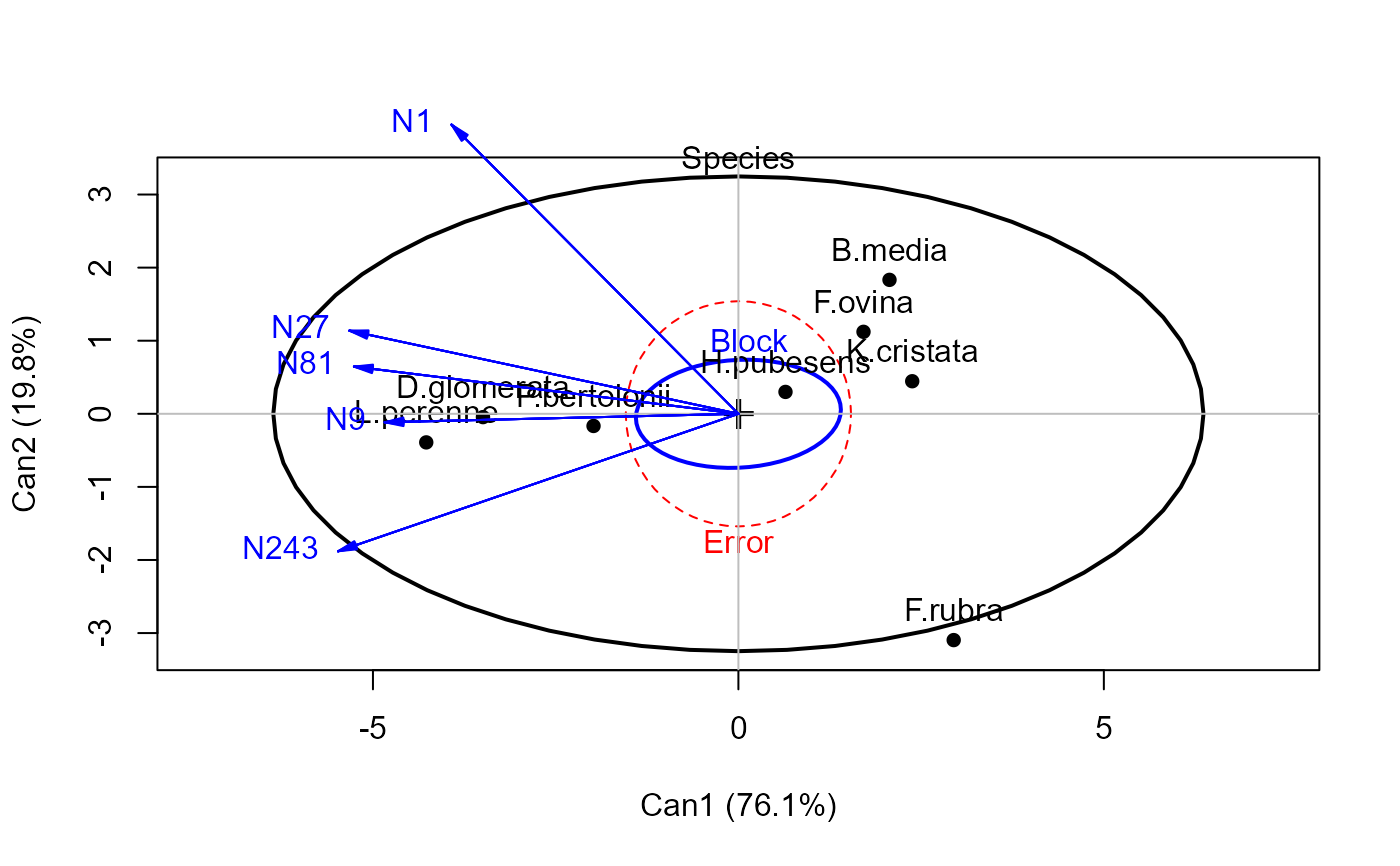 N1
Species
3
B.media
2
F.ovina
N27
1
Block
K.cristata
N81
H.pubesens
D.glomerata
P.bertolonii
0
N9
L.perenne
-1
N243
-2
Error
F.rubra
-3
Can2 (19.8%)
-5
0
5
Can1 (76.1%)